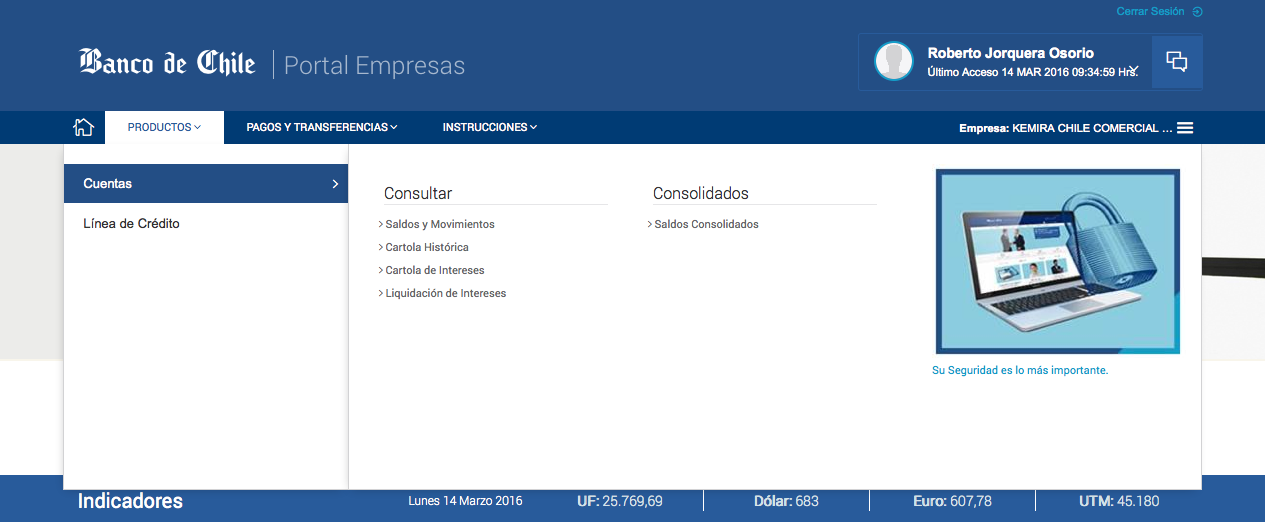 Cerrar Sesión
Banco de Chile | Portal Empresas
Roberto Jorquera Osorio
Último Acceso 14 MAR 2016 09:34:59 Hrs.
PRODUCTOS PAGOS Y TRANSFERENCIAS INSTRUCCIONES Empresa: KEMIRA CHILE COMERCIAL ...
Cuentas
Línea de Crédito
Consultar
> Saldos y Movimientos
> Cartola Histórica
> Cartola de Intereses
> Liquidación de Intereses
Consolidados
> Saldos Consolidados
Su Seguridad es lo más importante.
Indicadores Lunes 14 Marzo 2016 UF: 25.769,69 Dólar: 683 Euro: 607,78 UTM: 45.180